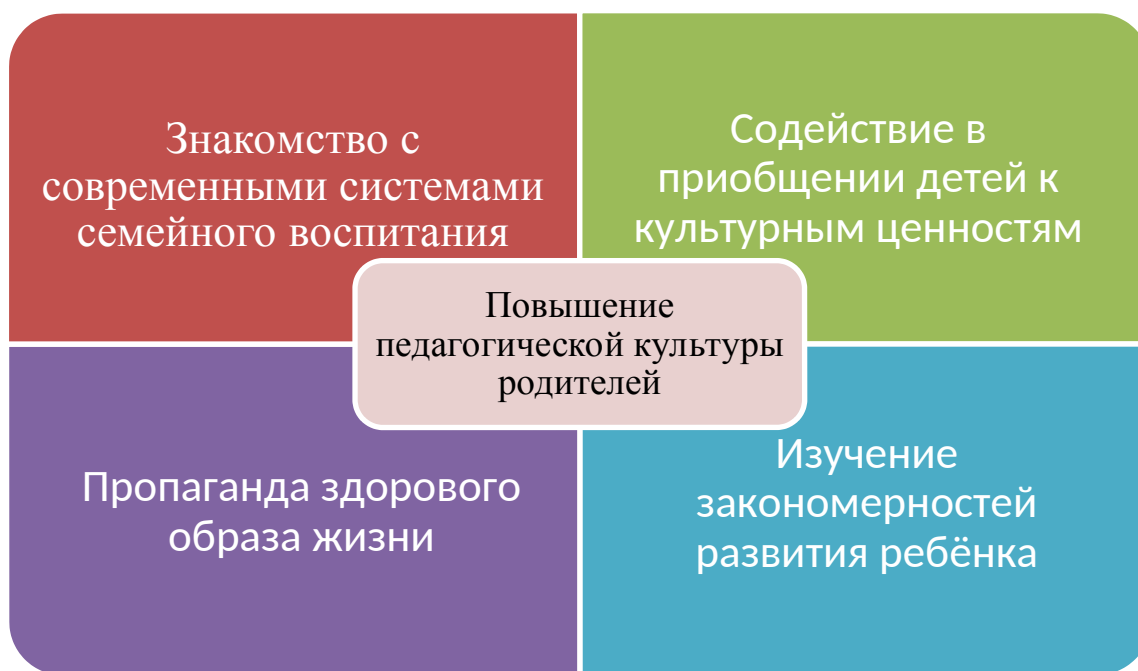 Знакомство с
современными системами
семейного воспитания
Содействие в
приобщении детей к
культурным ценностям
Повышение
педагогической культуры
родителей
Пропаганда здорового
образа жизни
Изучение
закономерностей
развития ребёнка